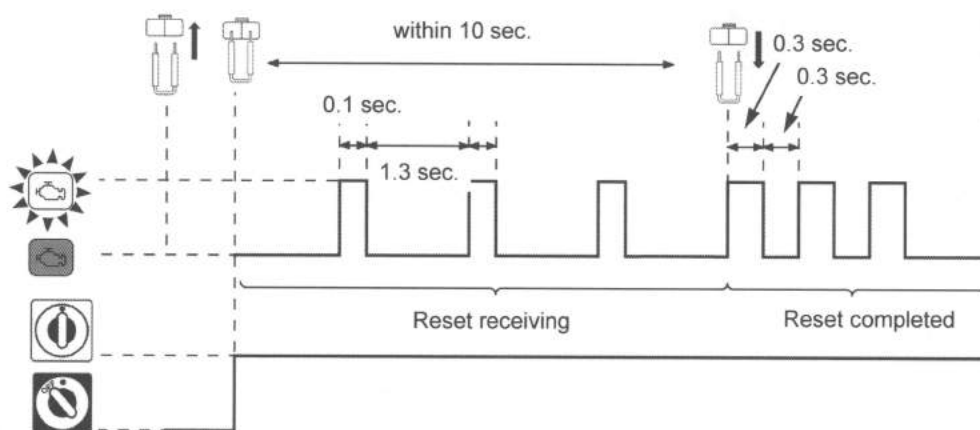 within 10 sec.
0.3 sec.
0.3 sec.
0.1 sec.
1.3 sec.
Reset receiving
Reset completed
OFF